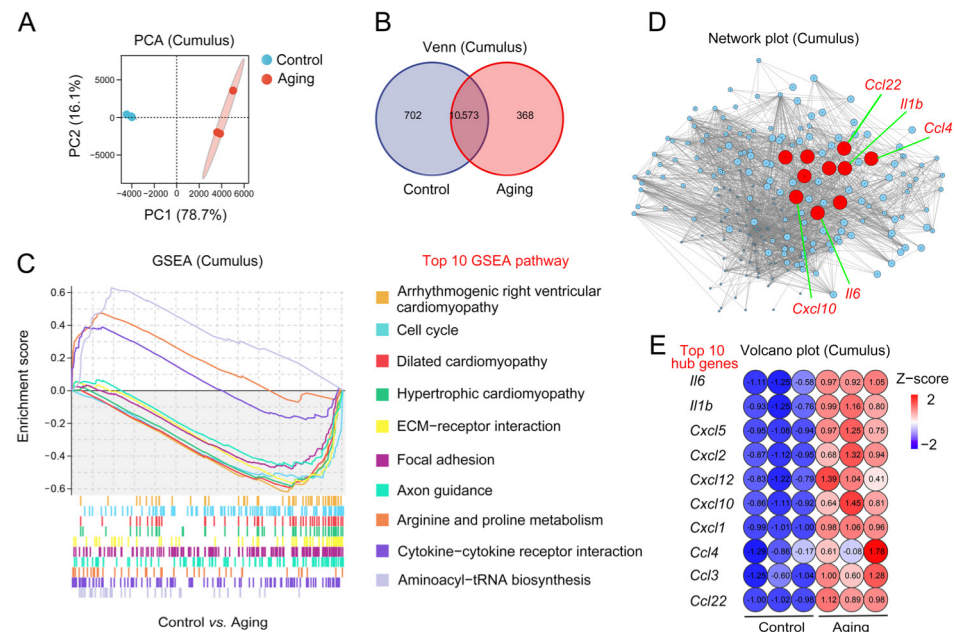 A
PCA (Cumulus)
Control
Aging
PC2 (16.1%)
5000
0
−5000
−4000
−2000
0
2000
4000
6000
PC1 (78.7%)
B
Venn (Cumulus)
702
10,573
368
Control
Aging
D
Network plot (Cumulus)
Ccl22
Il1b
Ccl4
Il6
Cxcl10
C
GSEA (Cumulus)
Enrichment score
0.6
0.4
0.2
0.0
−0.2
−0.4
−0.6
Control vs. Aging
Top 10 GSEA pathway
Arrhythmogenic right ventricular
cardiomyopathy
Cell cycle
Dilated cardiomyopathy
Hypertrophic cardiomyopathy
ECM−receptor interaction
Focal adhesion
Axon guidance
Arginine and proline metabolism
Cytokine−cytokine receptor interaction
Aminoacyl−tRNA biosynthesis
E
Top 10
hub genes
Volcano plot (Cumulus)
Il6 -1.11 -1.25 -0.58 0.97 0.92 1.05
Il1b -0.93 -1.25 -0.76 0.99 1.16 0.80
Cxcl5 -0.95 -1.08 -0.94 0.97 1.25 0.75
Cxcl2 -0.87 -1.12 -0.95 0.68 1.32 0.94
Cxcl12 -0.83 -1.22 -0.79 1.39 1.04 0.41
Cxcl10 -0.86 -1.12 -0.92 0.64 1.45 0.81
Cxcl1 -0.99 -1.01 -1.00 0.98 1.06 0.96
Ccl4 -1.29 -0.86 -0.17 0.61 -0.08 1.78
Ccl3 -1.28 -0.60 -1.04 1.00 0.60 1.28
Ccl22 -1.00 -1.02 -0.98 1.12 0.89 0.98
Control
Aging
Z−score
2
−2